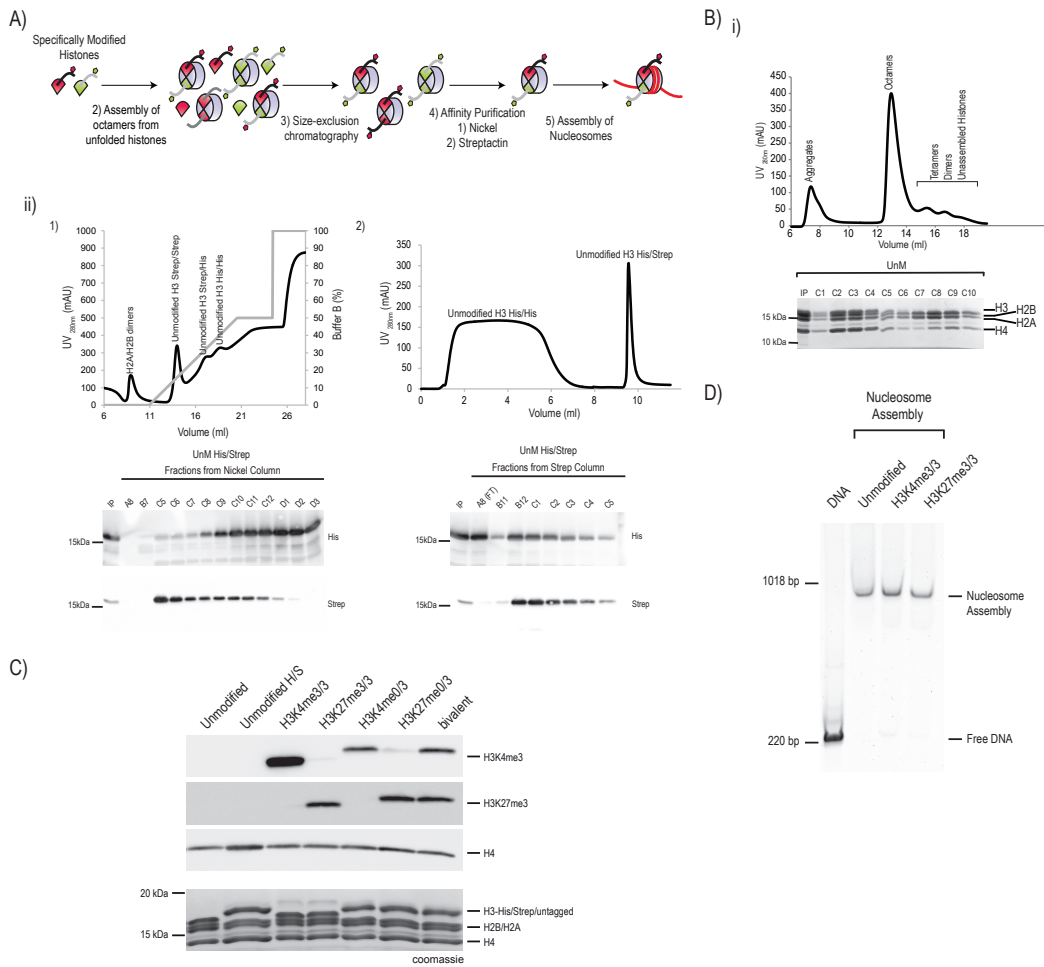 A)
Specifically Modified
Histones
2) Assembly of
octamers from
unfolded histones
3) Size-exclusion
chromatography
4) Affinity Purification
1) Nickel
2) Streptactin
5) Assembly of
Nucleosomes
B)
i)
UV 280nm (mAU)
450
400
350
300
250
200
150
100
50
0
Aggregates
Octamers
Tetramers
Dimers
Unassembled Histones
6 8 10 12 14 16 18
Volume (ml)
UnM
IP C1 C2 C3 C4 C5 C6 C7 C8 C9 C10
15 kDa
10 kDa
H3
H2B
H2A
H4
ii)
1)
UV 280nm (mAU)
1000
900
800
700
600
500
400
300
200
100
0
H2A/H2B dimers
Unmodified H3 Strep/Strep
Unmodified H3 Strep/His
Unmodified H3 His/His
100
90
80
70
60
50
40
30
20
10
0
Buffer B (%)
6 11 16 21 26
Volume (ml)
UnM His/Strep
Fractions from Nickel Column
IP A8 B7 C5 C6 C7 C8 C9 C10 C11 C12 D1 D2 D3
15kDa
His
15kDa
Strep
2)
UV 280nm (mAU)
350
300
250
200
150
100
50
0
Unmodified H3 His/His
Unmodified H3 His/Strep
0 2 4 6 8 10
Volume (ml)
UnM His/Strep
Fractions from Strep Column
IP A8 (FT) B11 B12 C1 C2 C3 C4 C5
15kDa
His
15kDa
Strep
C)
Unmodified
Unmodified H/S
H3K4me3/3
H3K27me3/3
H3K4me0/3
H3K27me0/3
bivalent
H3K4me3
H3K27me3
H4
20 kDa
15 kDa
H3-His/Strep/untagged
H2B/H2A
H4
coomassie
D)
Nucleosome
Assembly
DNA
Unmodified
H3K4me3/3
H3K27me3/3
1018 bp
220 bp
Nucleosome
Assembly
Free DNA